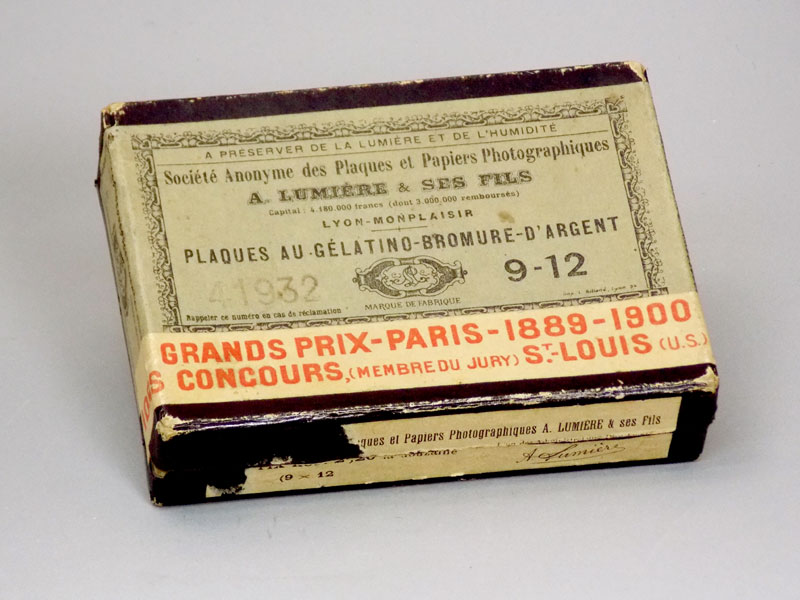 A PRÉSERVER DE LA LUMIÈRE ET DE L'HUMIDITÉ
Société Anonyme des Plaques et Papiers Photographiques
A. LUMIÈRE & SES FILS
Capital : 4.180.000 francs (dont 3.000.000 remboursés)
LYON-MONPLAISIR
PLAQUES AU GÉLATINO-BROMURE-D'ARGENT
41932
9-12
MARQUE DE FABRIQUE
Rappeler ce numéro en cas de réclamation
GRANDS PRIX-PARIS-1889-1900
CONCOURS, (MEMBRE DU JURY) ST.-LOUIS (U.S.)
ques et Papiers Photographiques A. LUMIÈRE & ses Fils
A Lumière
(9 × 12